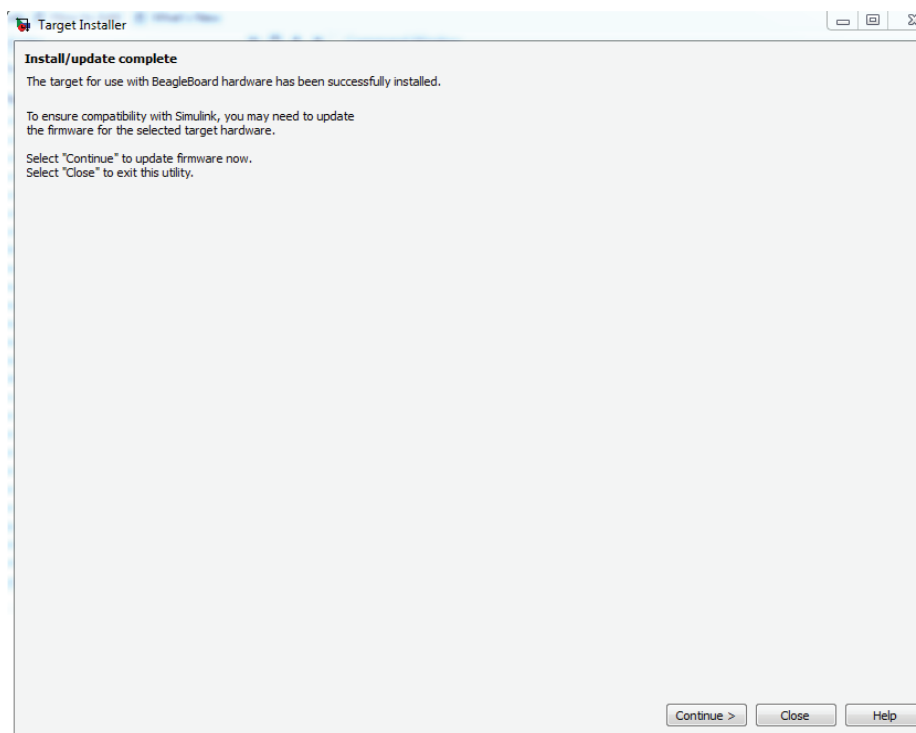 Target Installer
Install/update complete
The target for use with BeagleBoard hardware has been successfully installed.
To ensure compatibility with Simulink, you may need to update
the firmware for the selected target hardware.
Select "Continue" to update firmware now.
Select "Close" to exit this utility.
Continue >
Close
Help